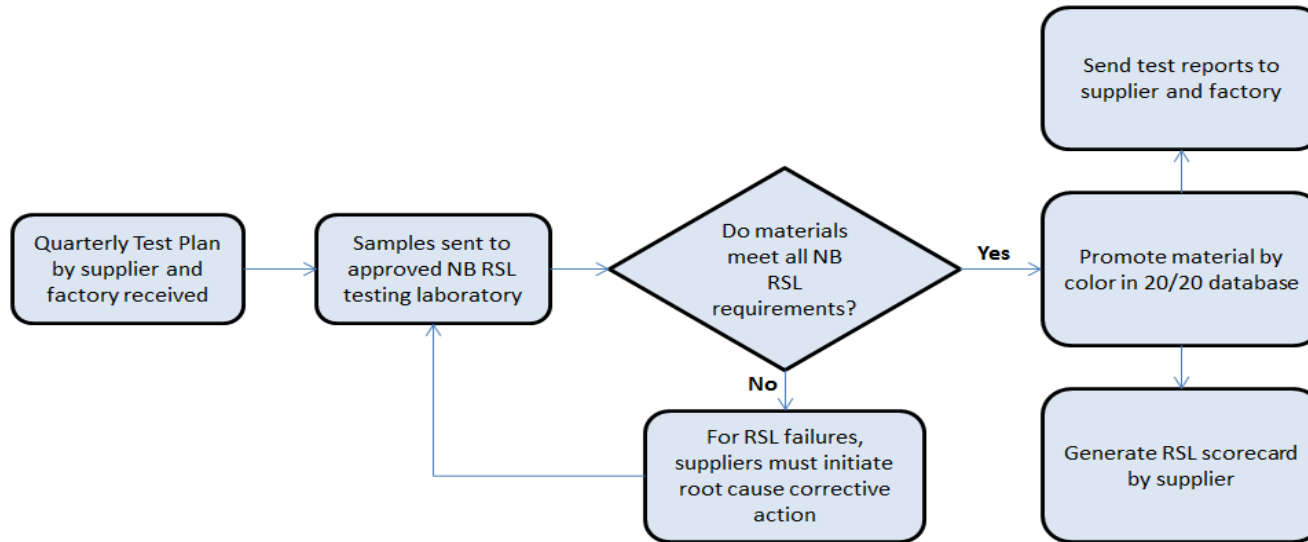 Send test reports to
supplier and factory
Quarterly Test Plan
by supplier and
factory received
Samples sent to
approved NB RSL
testing laboratory
Do materials
meet all NB
RSL
requirements?
Yes
Promote material by
color in 20/20 database
No
For RSL failures,
suppliers must initiate
root cause corrective
action
Generate RSL scorecard
by supplier